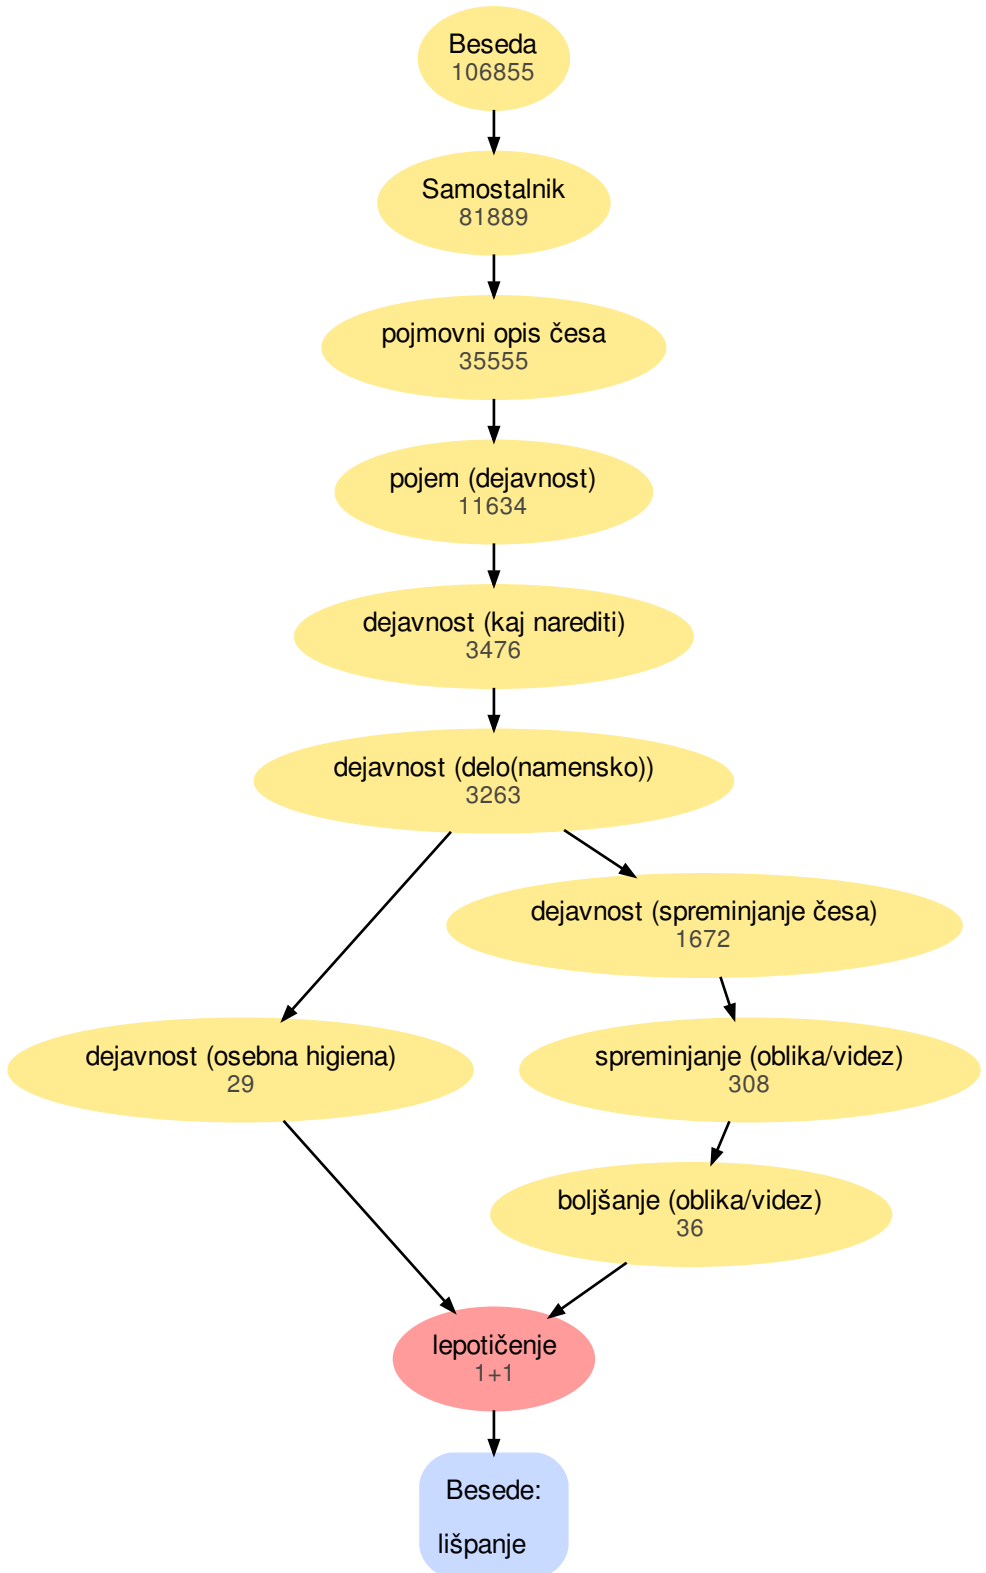 Beseda
106855
Samostalnik
81889
pojmovni opis česa
35555
pojem (dejavnost)
11634
dejavnost (kaj narediti)
3476
dejavnost (delo(namensko))
3263
dejavnost (spreminjanje česa)
1672
dejavnost (osebna higiena)
29
spreminjanje (oblika/videz)
308
boljšanje (oblika/videz)
36
lepotičenje
1+1
Besede:
lišpanje